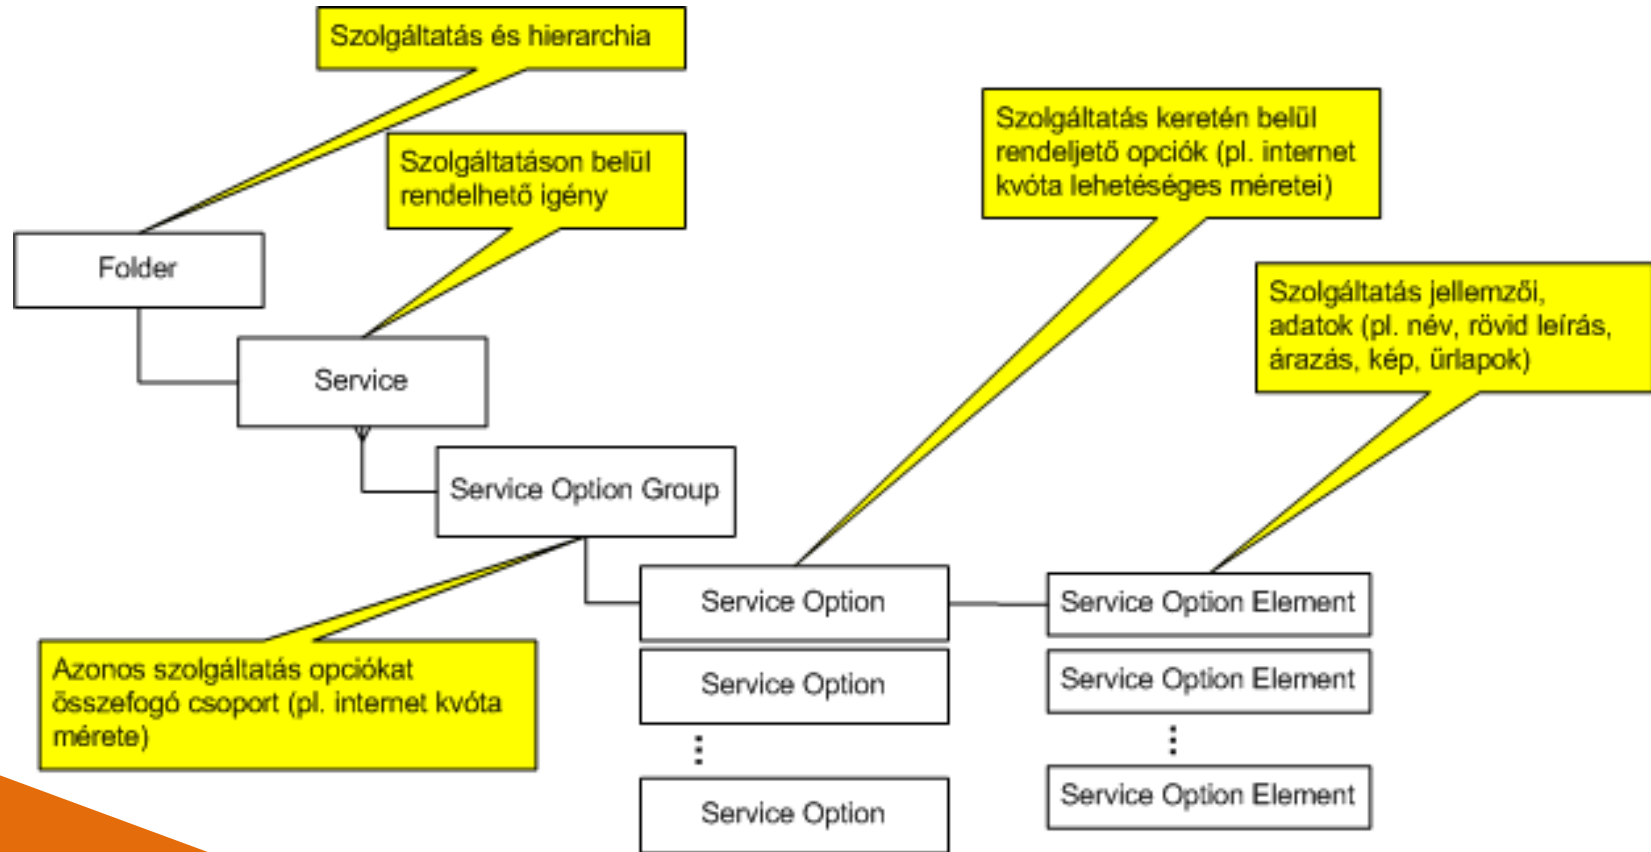 Szolgáltatás és hierarchia
Szolgáltatáson belül
rendelhető igény
Szolgáltatás keretén belül
rendeljető opciók (pl. internet
kvóta lehetéséges méretei)
Folder
Szolgáltatás jellemzői,
adatok (pl. név, rövid leírás,
árazás, kép, űrlapok)
Service
Service Option Group
Service Option
Service Option Element
Azonos szolgáltatás opciókat
összefogó csoport (pl. internet kvóta
mérete)
Service Option
Service Option Element
Service Option
Service Option Element